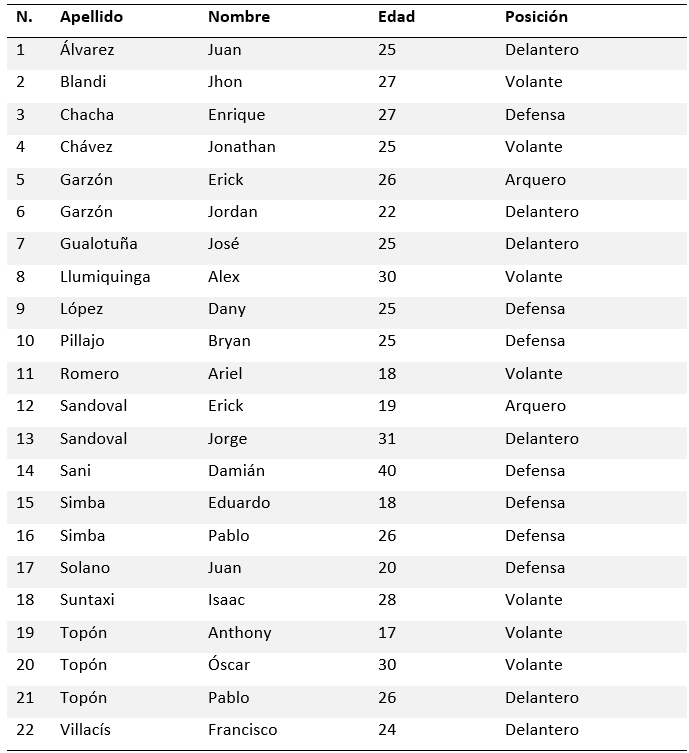 N. Apellido Nombre Edad Posición
1 Álvarez Juan 25 Delantero
2 Blandi Jhon 27 Volante
3 Chacha Enrique 27 Defensa
4 Chávez Jonathan 25 Volante
5 Garzón Erick 26 Arquero
6 Garzón Jordan 22 Delantero
7 Gualotuña José 25 Delantero
8 Llumiquinga Alex 30 Volante
9 López Dany 25 Defensa
10 Pillajo Bryan 25 Defensa
11 Romero Ariel 18 Volante
12 Sandoval Erick 19 Arquero
13 Sandoval Jorge 31 Delantero
14 Sani Damián 40 Defensa
15 Simba Eduardo 18 Defensa
16 Simba Pablo 26 Defensa
17 Solano Juan 20 Defensa
18 Suntaxi Isaac 28 Volante
19 Topón Anthony 17 Volante
20 Topón Óscar 30 Volante
21 Topón Pablo 26 Delantero
22 Villacís Francisco 24 Delantero